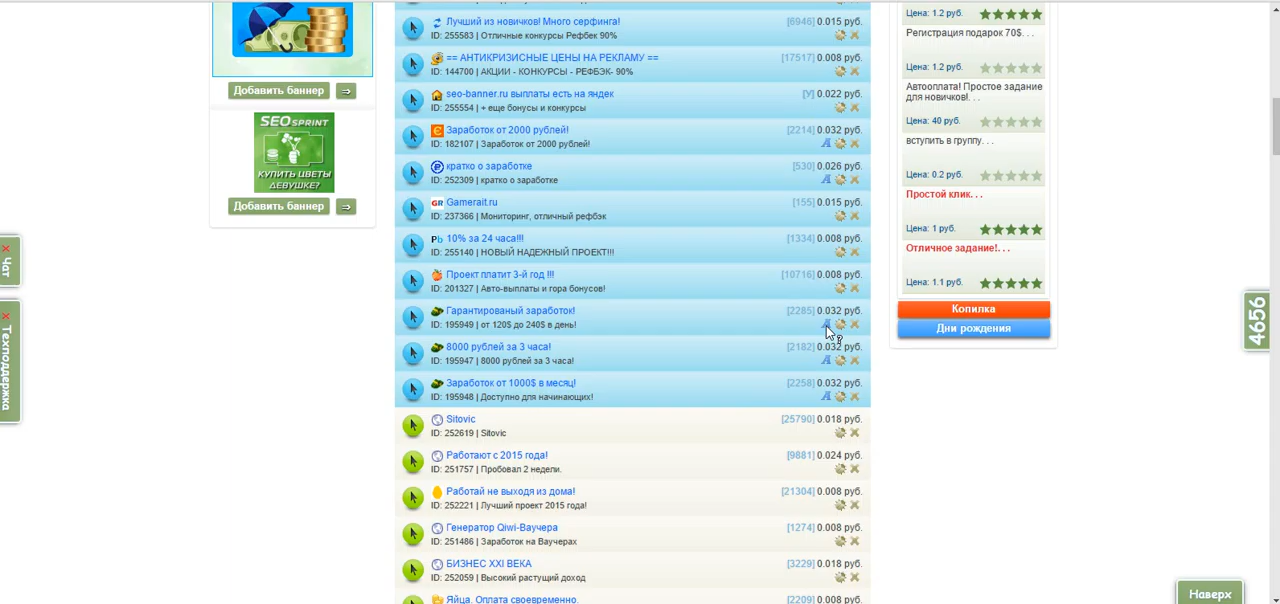 Добавить баннер
⇒
SEO SPRINT
КУПИТЬ ЦВЕТЫ
ДЕВУШКЕ?
Добавить баннер
⇒
× Чат
× Техподдержка
Лучший из новичков! Много серфинга!
[6946] 0.015 руб.
ID: 255583 | Отличные конкурсы Рефбек 90%
== АНТИКРИЗИСНЫЕ ЦЕНЫ НА РЕКЛАМУ ==
[17517] 0.008 руб.
ID: 144700 | АКЦИИ - КОНКУРСЫ - РЕФБЭК- 90%
seo-banner.ru выплаты есть на яндек
[У] 0.022 руб.
ID: 255554 | + еще бонусы и конкурсы
Заработок от 2000 рублей!
[2214] 0.032 руб.
ID: 182107 | Заработок от 2000 рублей!
кратко о заработке
[530] 0.026 руб.
ID: 252309 | кратко о заработке
GR Gamerait.ru
[155] 0.015 руб.
ID: 237366 | Мониторинг, отличный рефбэк
Pb 10% за 24 часа!!!
[1334] 0.008 руб.
ID: 255140 | НОВЫЙ НАДЕЖНЫЙ ПРОЕКТ!!!
Проект платит 3-й год !!!
[10716] 0.008 руб.
ID: 201327 | Авто-выплаты и гора бонусов!
Гарантированый заработок!
[2285] 0.032 руб.
ID: 195949 | от 120$ до 240$ в день!
8000 рублей за 3 часа!
[2182] 0.032 руб.
ID: 195947 | 8000 рублей за 3 часа!
Заработок от 1000$ в месяц!
[2258] 0.032 руб.
ID: 195948 | Доступно для начинающих!
Sitovic
[25790] 0.018 руб.
ID: 252619 | Sitovic
Работают с 2015 года!
[9881] 0.024 руб.
ID: 251757 | Пробовал 2 недели.
Работай не выходя из дома!
[21304] 0.008 руб.
ID: 252221 | Лучший проект 2015 года!
Генератор Qiwi-Ваучера
[1274] 0.008 руб.
ID: 251486 | Заработок на Ваучерах
БИЗНЕС XXI ВЕКА
[3229] 0.018 руб.
ID: 252059 | Высокий растущий доход
Яйца. Оплата своевременно.
[2209] 0.008 руб.
Цена: 1.2 руб.
Регистрация подарок 70$. . .
Цена: 1.2 руб.
Автооплата! Простое задание
для новичков!. . .
Цена: 40 руб.
вступить в группу. . .
Цена: 0.2 руб.
Простой клик. . .
Цена: 1 руб.
Отличное задание!. . .
Цена: 1.1 руб.
Копилка
Дни рождения
4656
Наверх